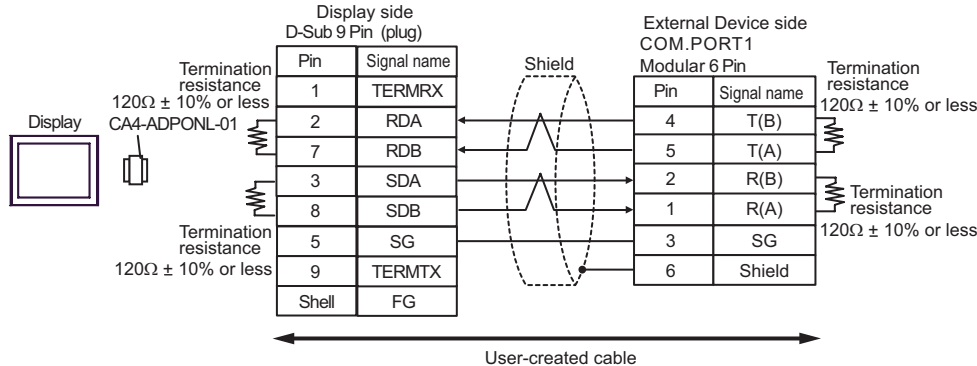 Display side
D-Sub 9 Pin (plug)
External Device side
COM.PORT1
Modular 6 Pin
Shield
Termination
resistance
120Ω ± 10% or less
CA4-ADPONL-01
Display
Termination
resistance
120Ω ± 10% or less
Pin Signal name
1 TERMRX
2 RDA
7 RDB
3 SDA
8 SDB
5 SG
9 TERMTX
Shell FG
Pin Signal name
4 T(B)
5 T(A)
2 R(B)
1 R(A)
3 SG
6 Shield
Termination
resistance
120Ω ± 10% or less
Termination
resistance
120Ω ± 10% or less
User-created cable